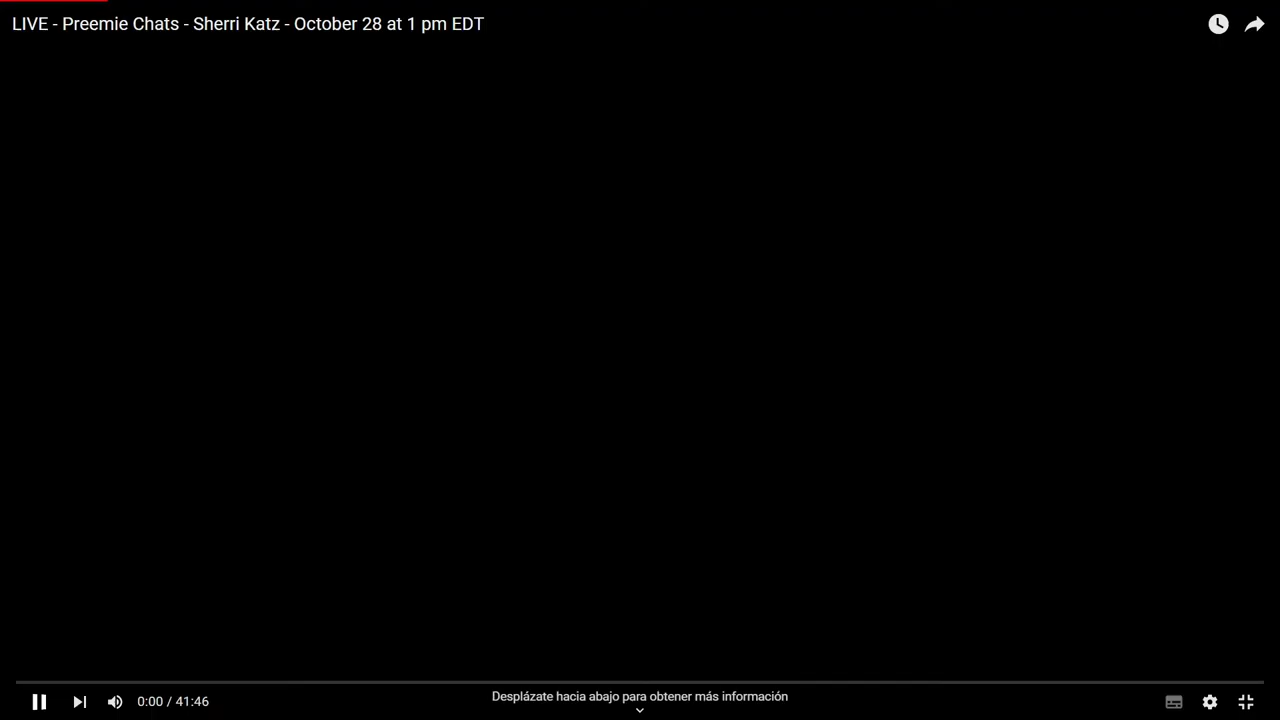 LIVE - Preemie Chats - Sherri Katz - October 28 at 1 pm EDT
0:00 / 41:46
Desplázate hacia abajo para obtener más información